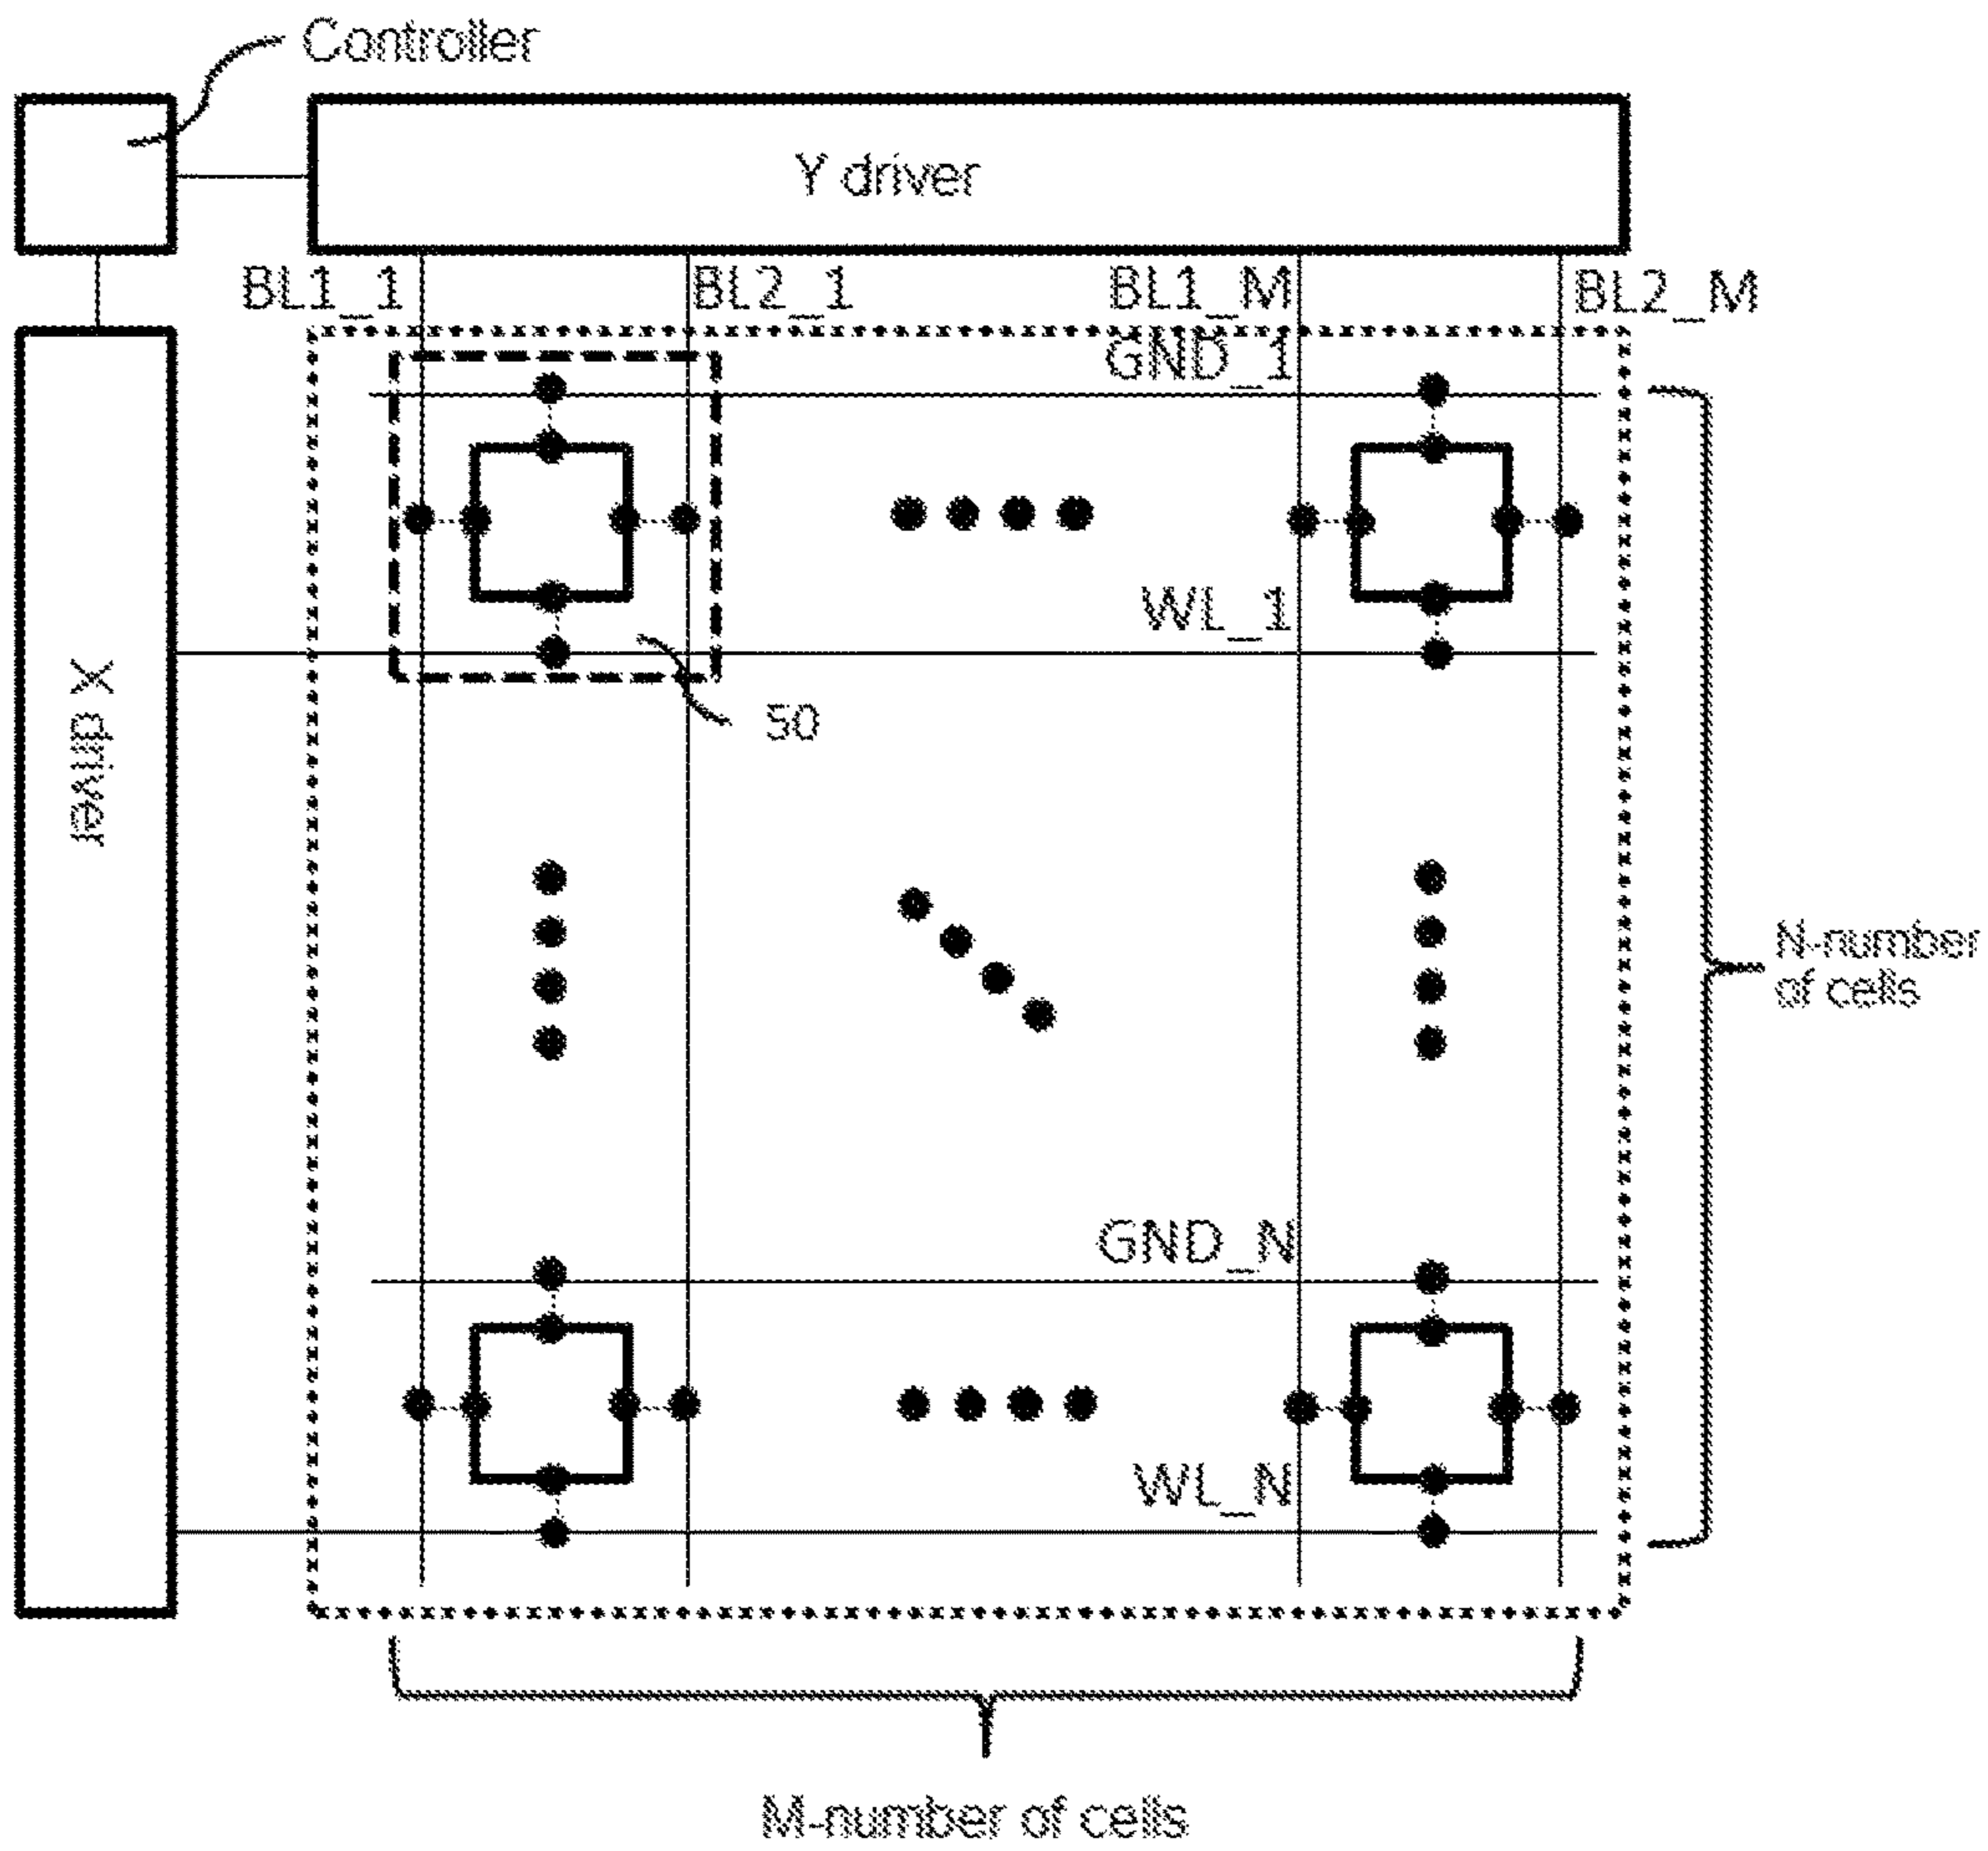 Controller
Y driver
BL1_1
BL2_1
BL1_M
BL2_M
GND_1
WL_1
50
X driver
N-number
of cells
GND_N
WL_N
M-number of cells